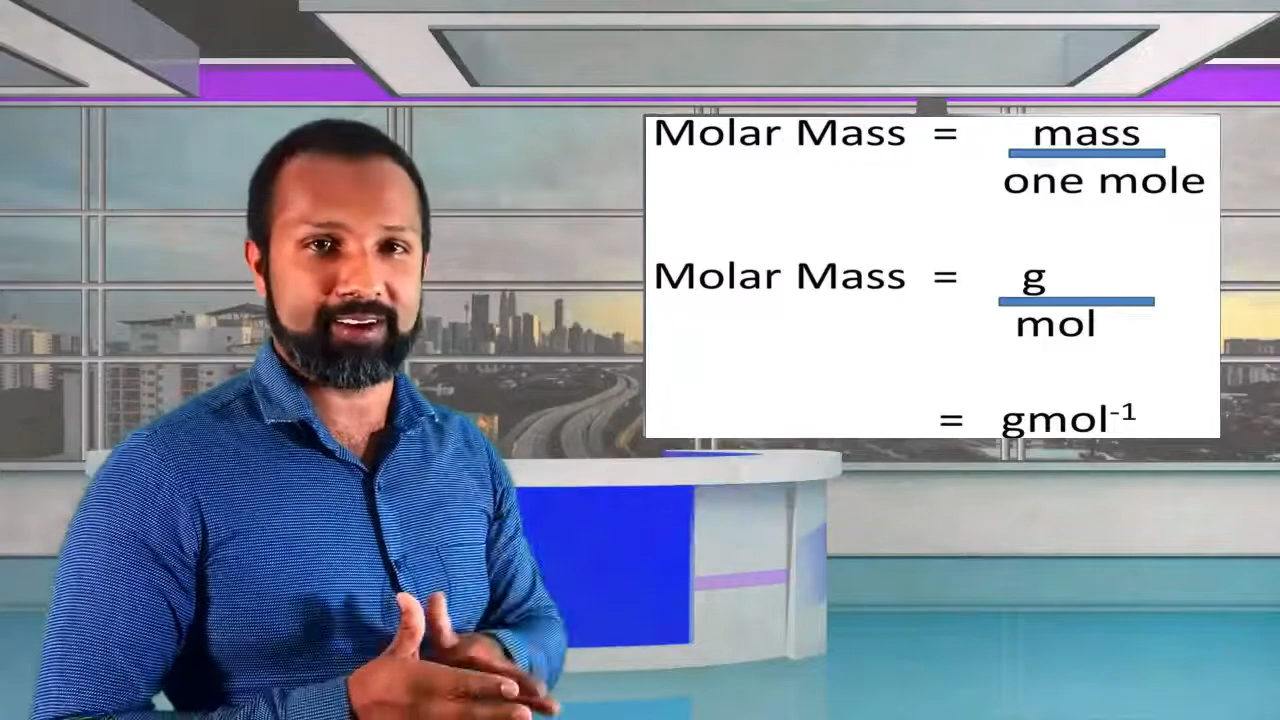 Molar Mass = mass
one mole
Molar Mass = g
mol
= gmol⁻¹